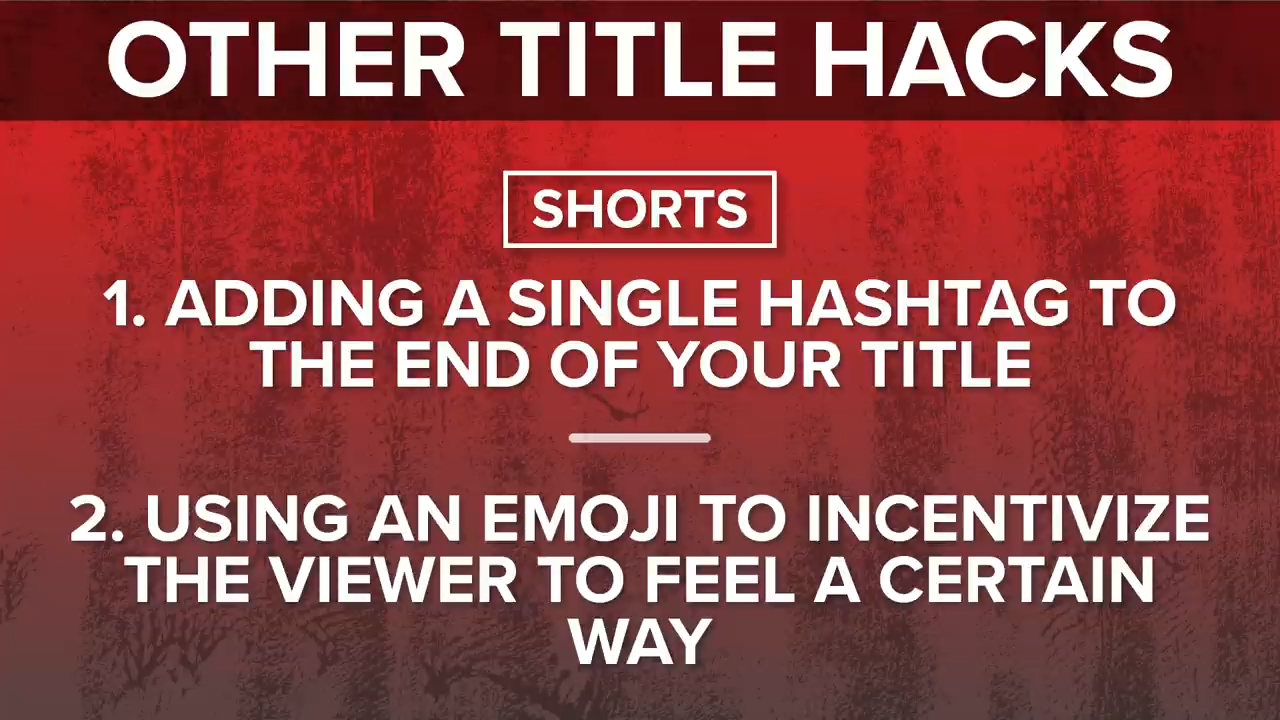 OTHER TITLE HACKS
SHORTS
1. ADDING A SINGLE HASHTAG TO
THE END OF YOUR TITLE
2. USING AN EMOJI TO INCENTIVIZE
THE VIEWER TO FEEL A CERTAIN
WAY